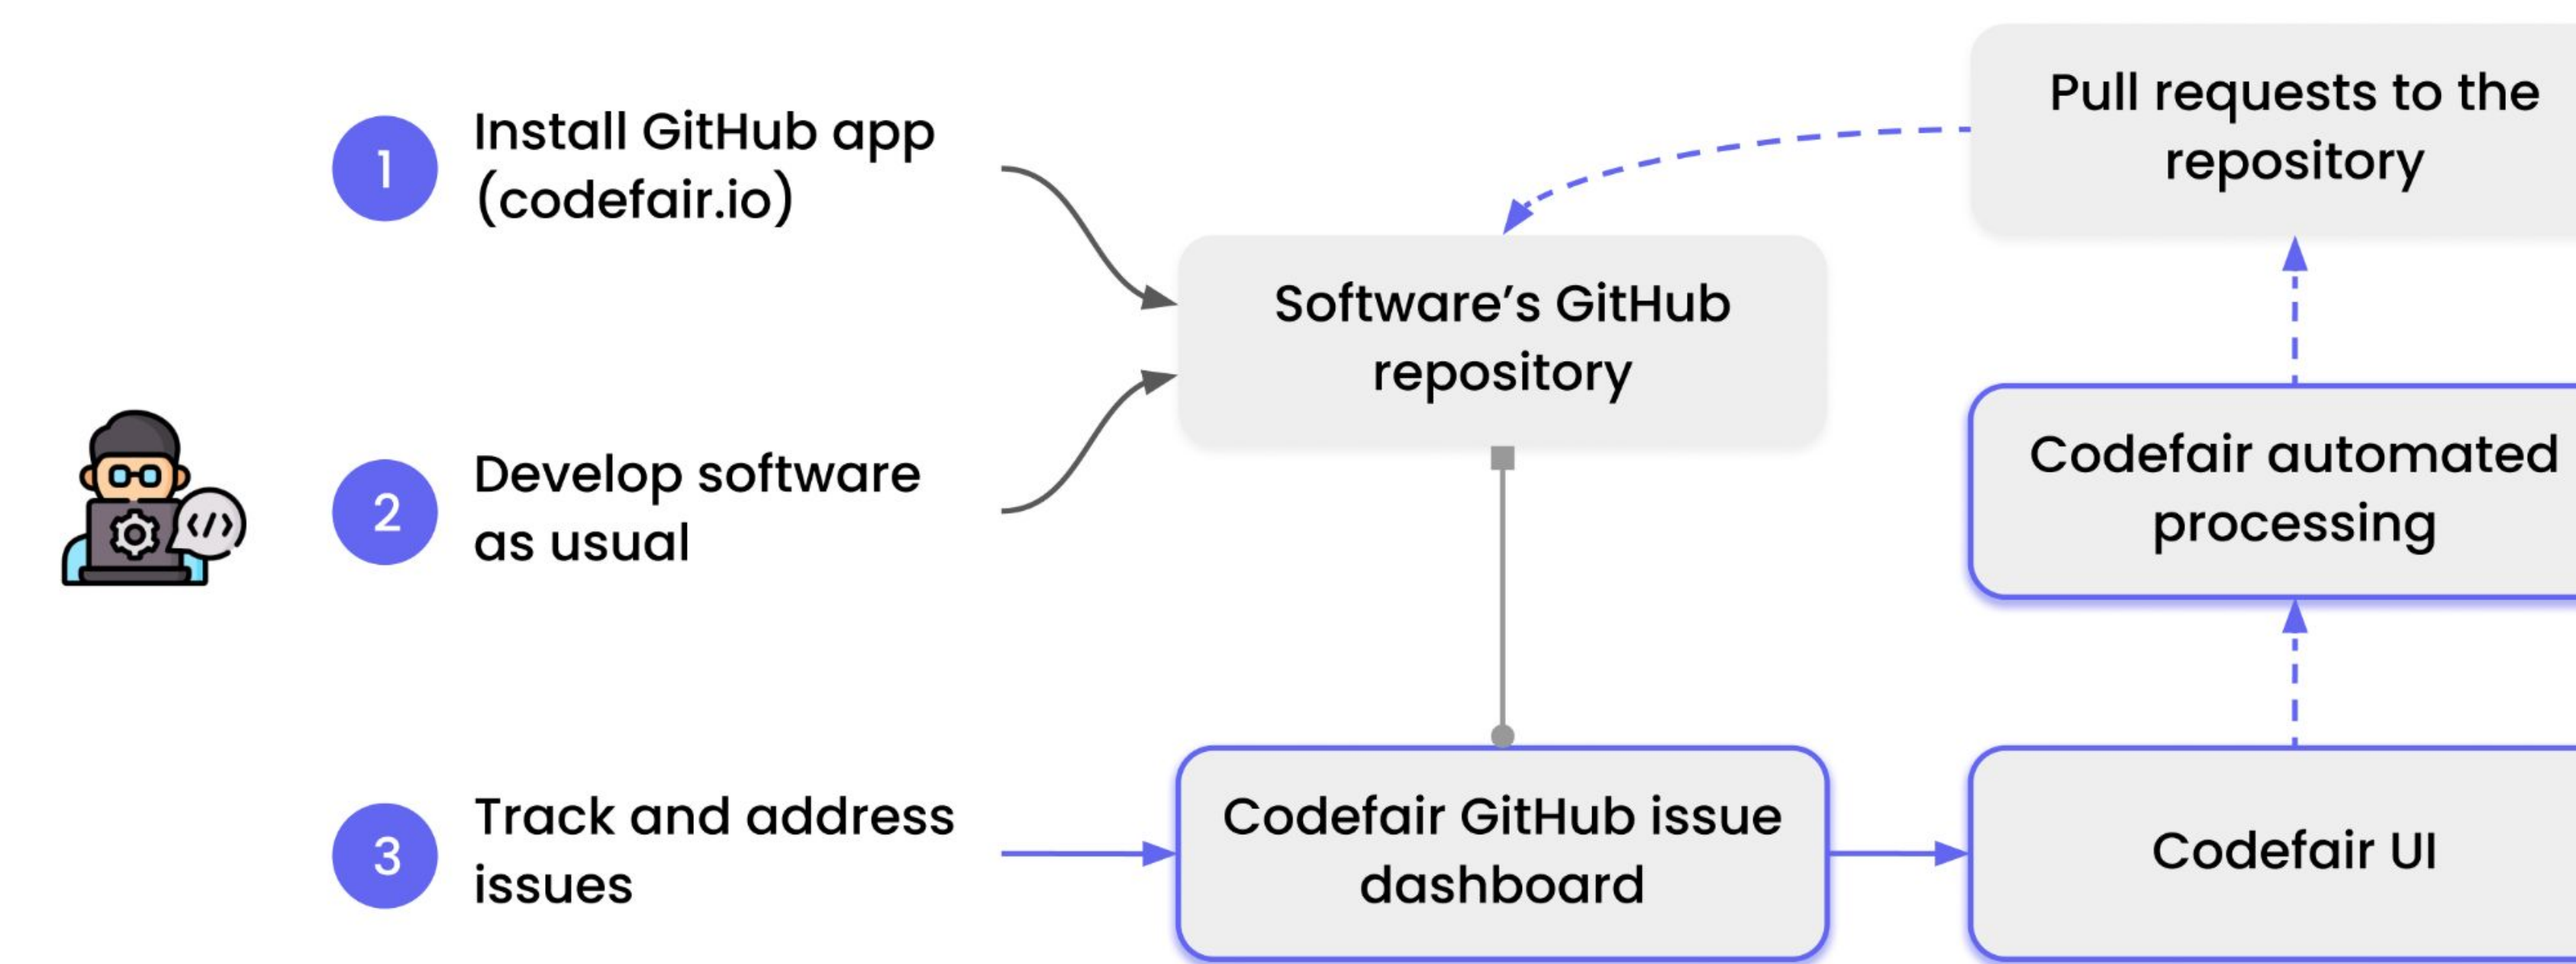 1
Install GitHub app
(codefair.io)
2
Develop software
as usual
</>
3
Track and address
issues
Software’s GitHub
repository
Codefair GitHub issue
dashboard
Pull requests to the
repository
Codefair automated
processing
Codefair UI